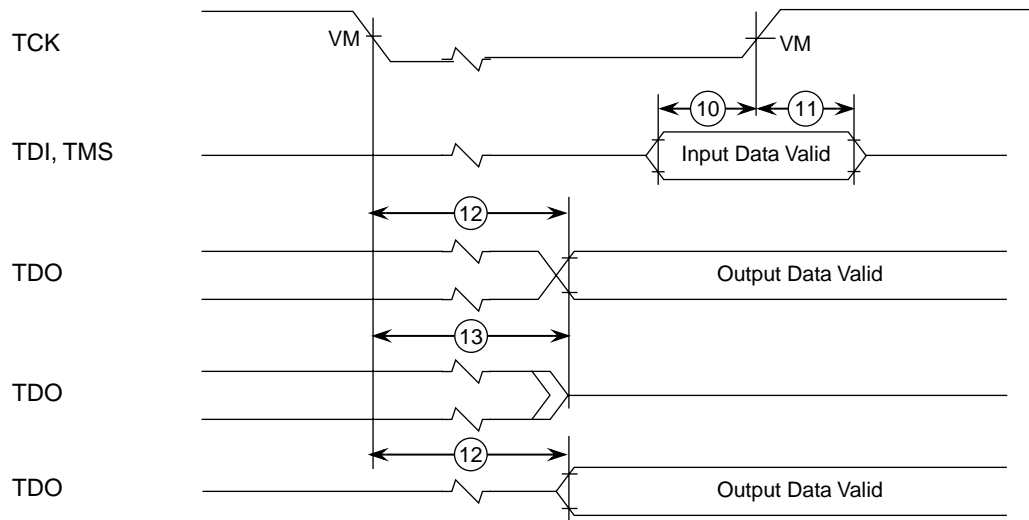 TCK
VM
VM
10
11
TDI, TMS
Input Data Valid
12
TDO
Output Data Valid
13
TDO
12
TDO
Output Data Valid